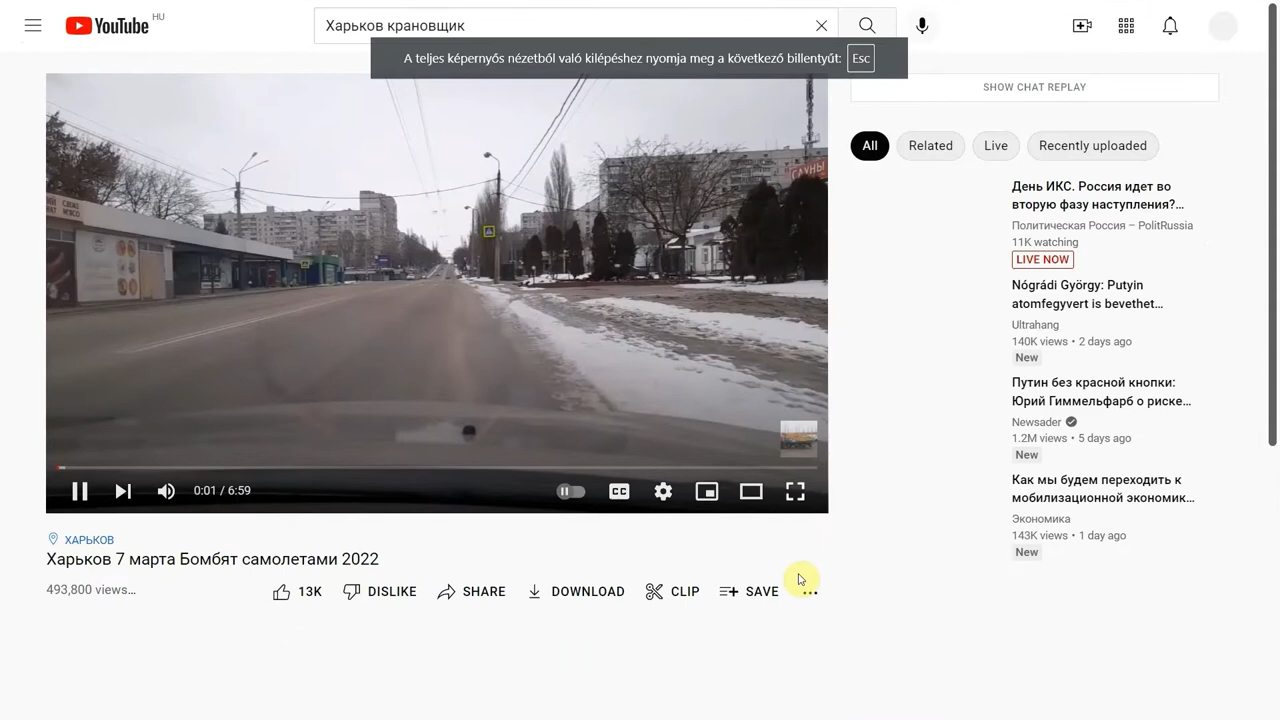 YouTube HU
Харьков крановщик
A teljes képernyős nézetből való kilépéshez nyomja meg a következő billentyűt: Esc
SHOW CHAT REPLAY
All Related Live Recently uploaded
День ИКС. Россия идет во
вторую фазу наступления?...
Политическая Россия – PolitRussia
11K watching
LIVE NOW
Nógrádi György: Putyin
atomfegyvert is bevethet...
Ultrahang
140K views • 2 days ago
New
Путин без красной кнопки:
Юрий Гиммельфарб о риске...
Newsader
1.2M views • 5 days ago
New
Как мы будем переходить к
мобилизационной экономик...
Экономика
143K views • 1 day ago
New
САУНЫ
0:01 / 6:59
CC
ХАРЬКОВ
Харьков 7 марта Бомбят самолетами 2022
493,800 views...
13K DISLIKE SHARE DOWNLOAD CLIP SAVE ...